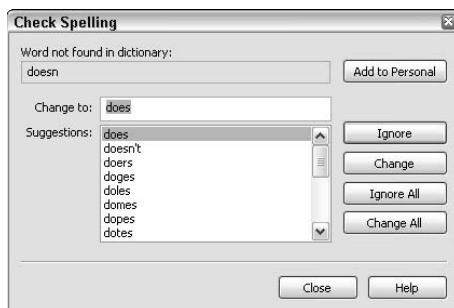 Check Spelling
Word not found in dictionary:
doesn
Add to Personal
Change to:
does
Suggestions:
does
doesn't
doers
doges
doles
domes
dopes
dotes
Ignore
Change
Ignore All
Change All
Close
Help